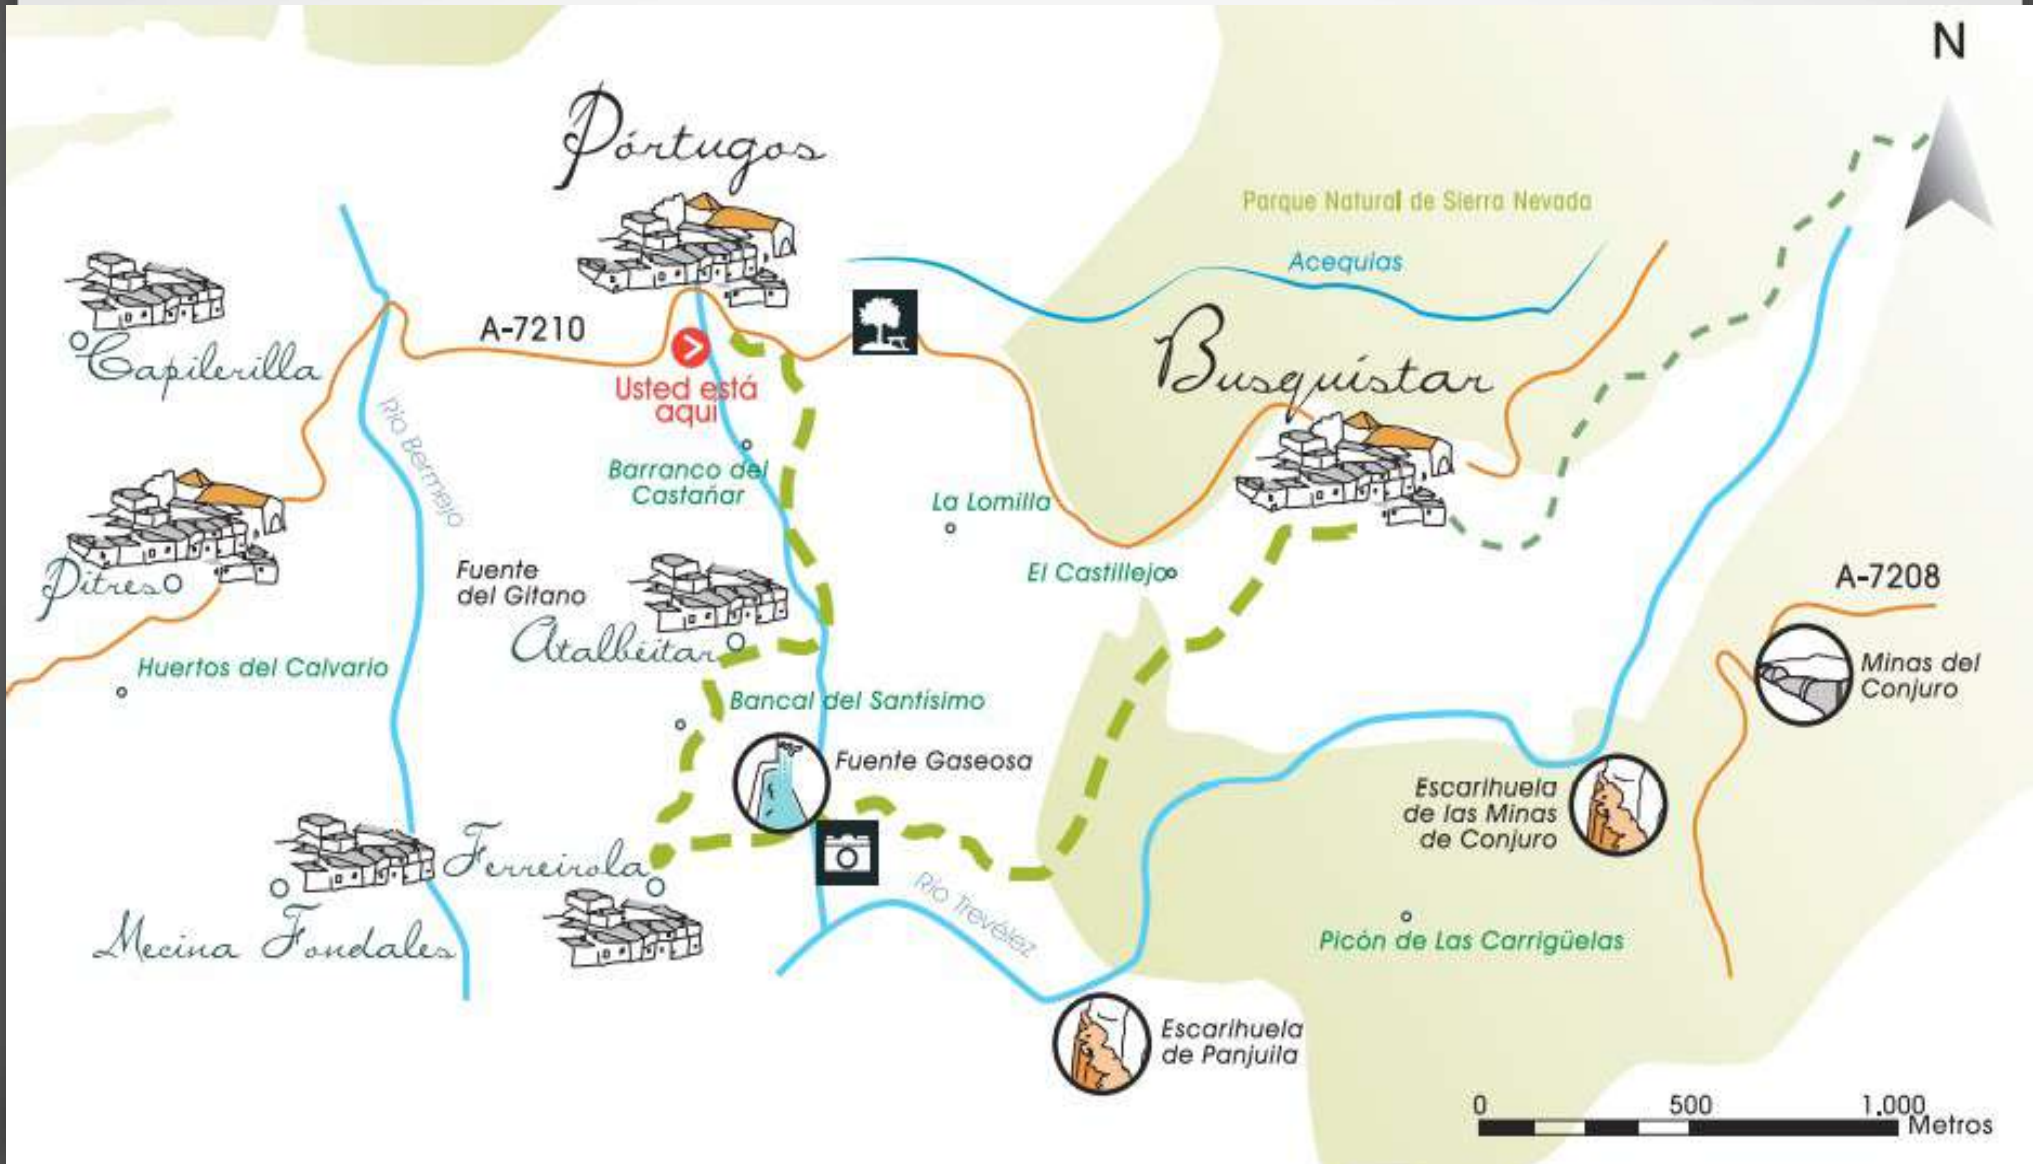 N
Pórtugos
Parque Natural de Sierra Nevada
Acequias
A-7210
Usted está
aquí
Capilerilla
Busquístar
Río Bermejo
Barranco del
Castañar
La Lomilla
El Castillejo
A-7208
Pitres
Fuente
del Gitano
Atalbéitar
Huertos del Calvario
Minas del
Conjuro
Bancal del Santísimo
Fuente Gaseosa
Escarihuela
de las Minas
de Conjuro
Ferreirola
Río Trevélez
Mecina Fondales
Picón de Las Carrigüelas
Escarihuela
de Panjuila
0 500 1.000
Metros